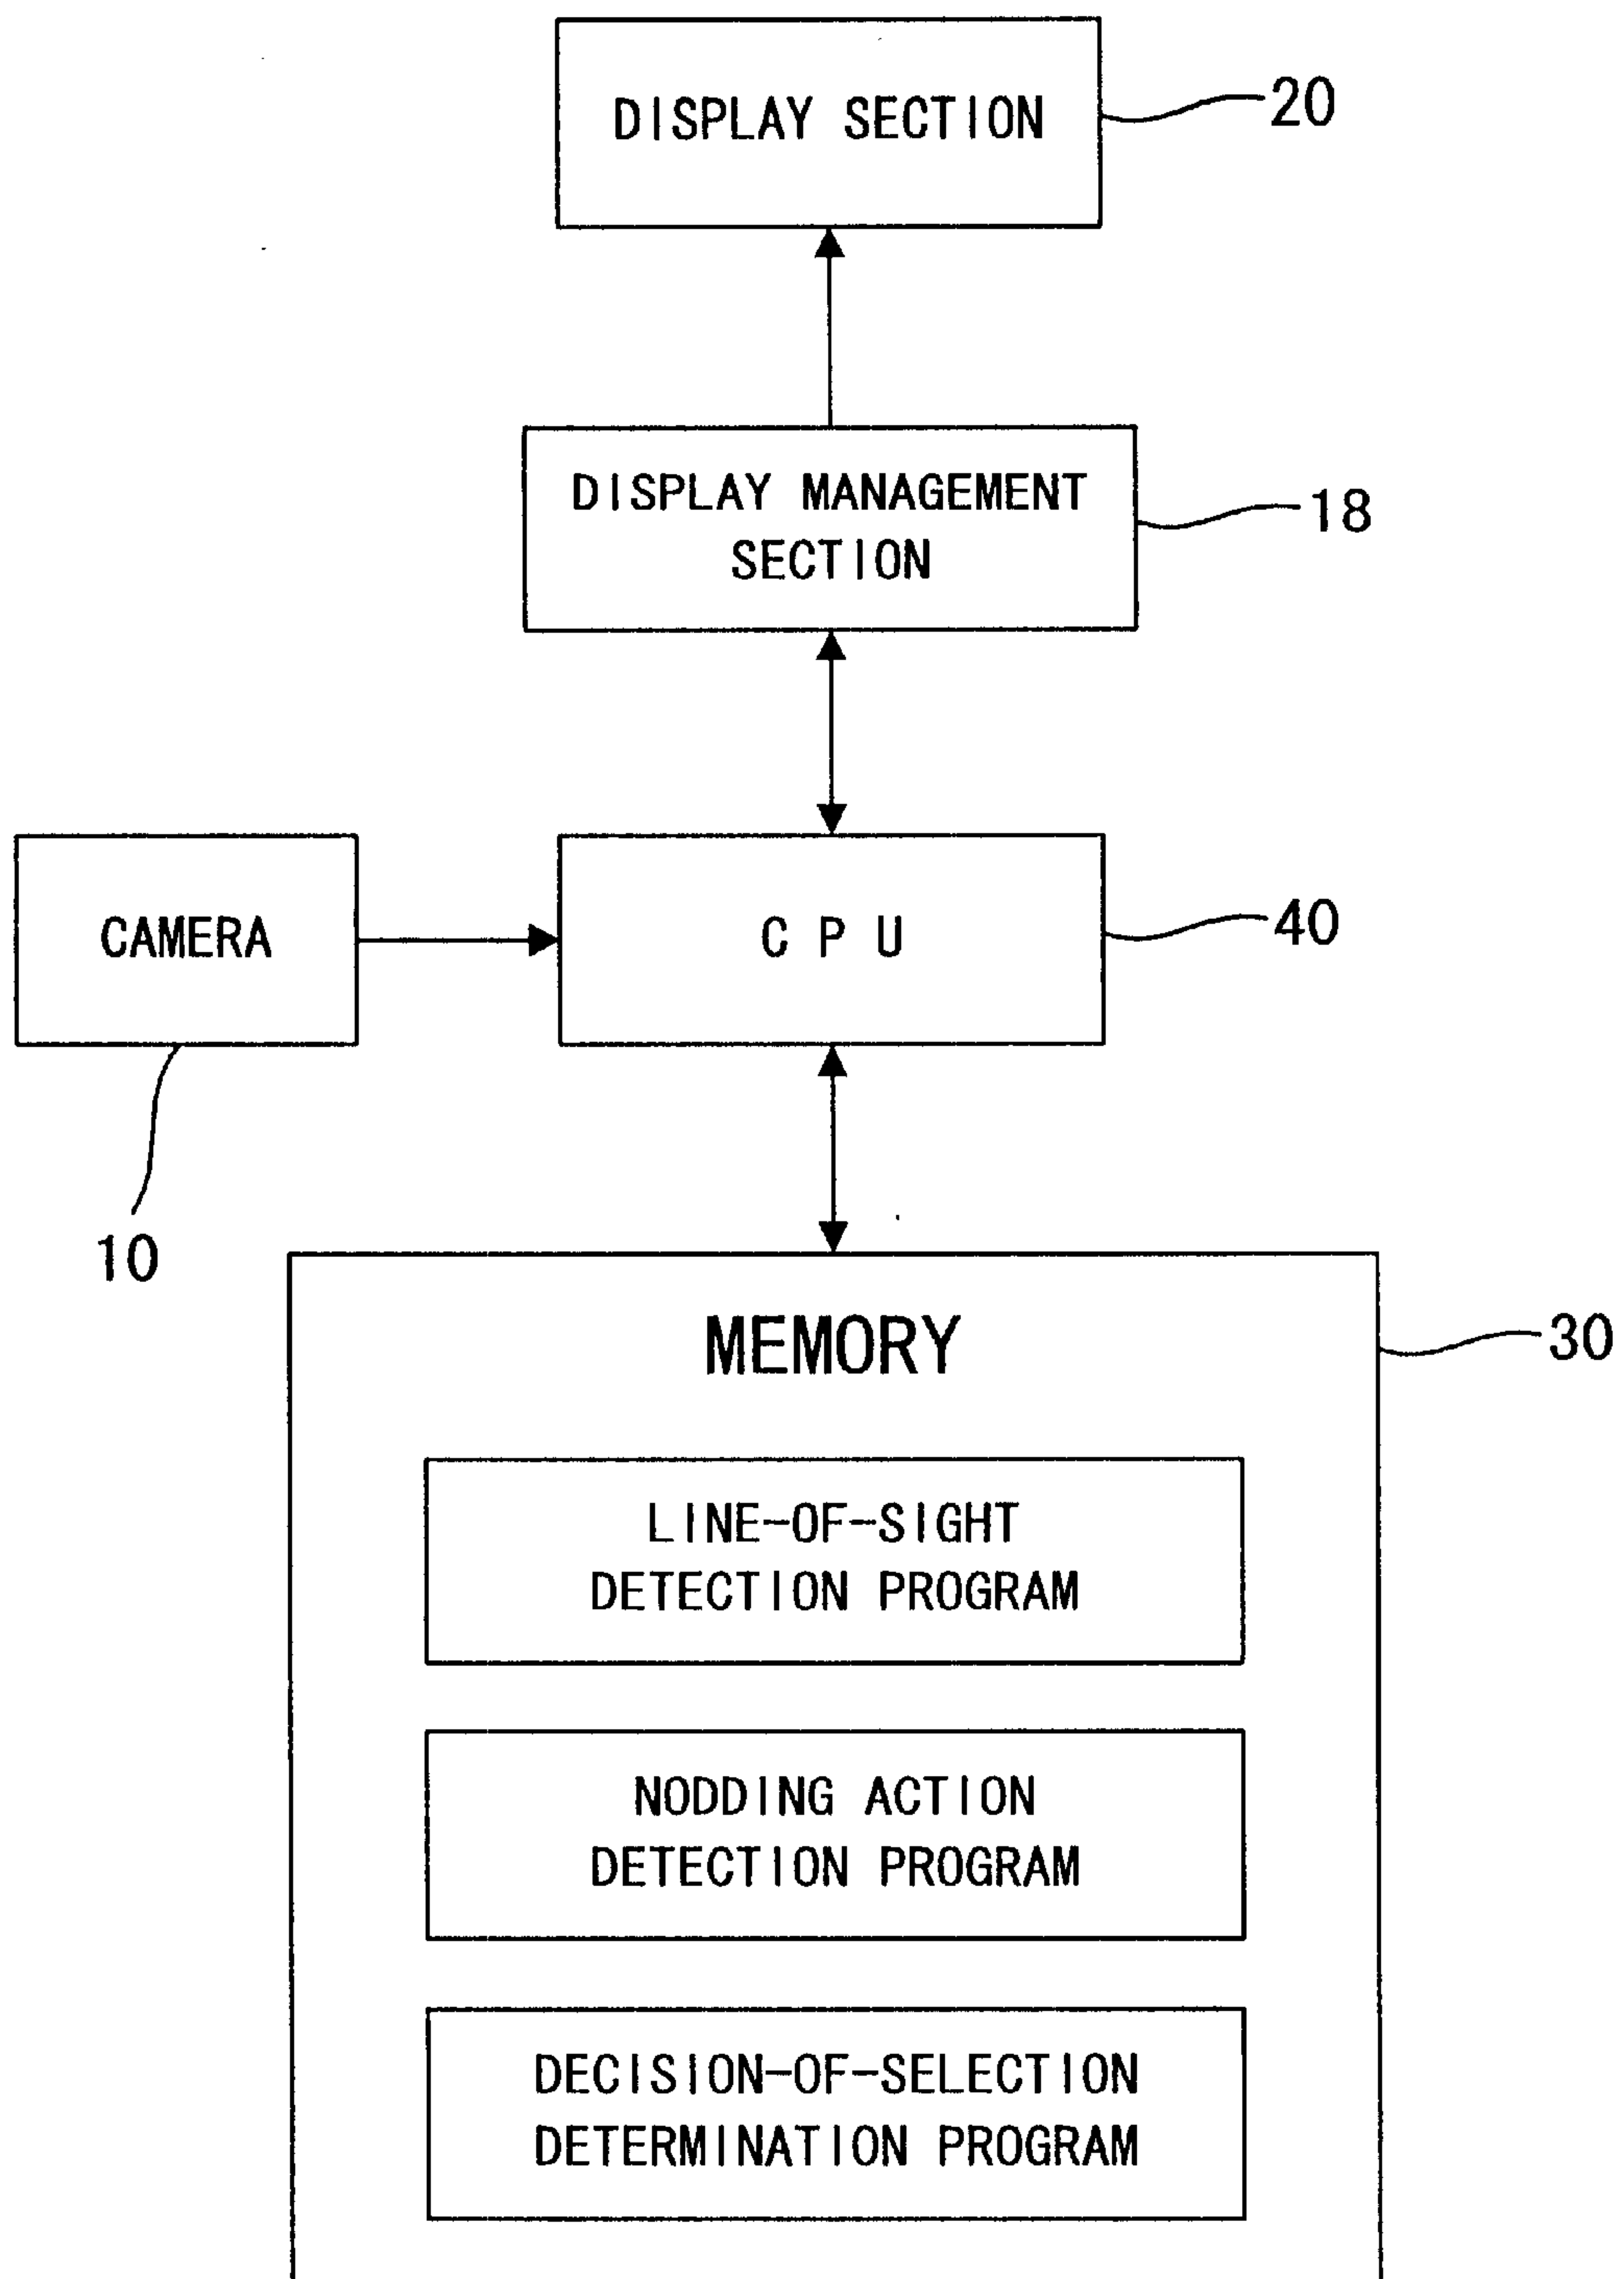 DISPLAY SECTION
20
DISPLAY MANAGEMENT
SECTION
18
CAMERA
CPU
40
10
MEMORY
30
LINE-OF-SIGHT
DETECTION PROGRAM
NODDING ACTION
DETECTION PROGRAM
DECISION-OF-SELECTION
DETERMINATION PROGRAM